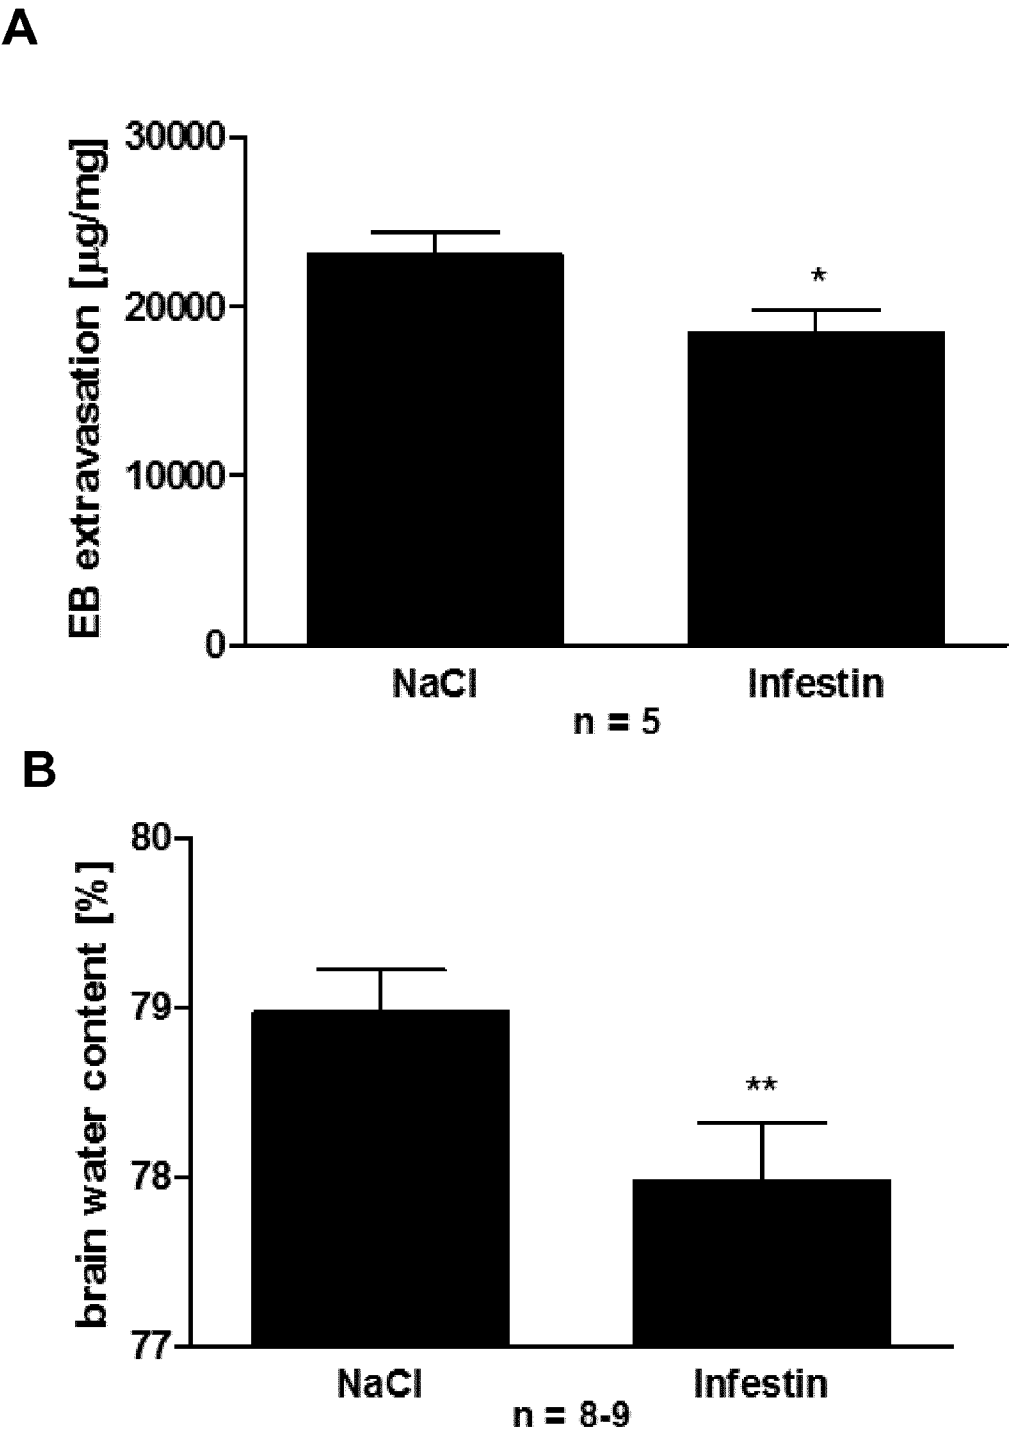 A
EB extravasation [µg/mg]
30000
20000
10000
0
*
NaCl
Infestin
n = 5
B
brain water content [%]
80
79
78
77
**
NaCl
Infestin
n = 8-9